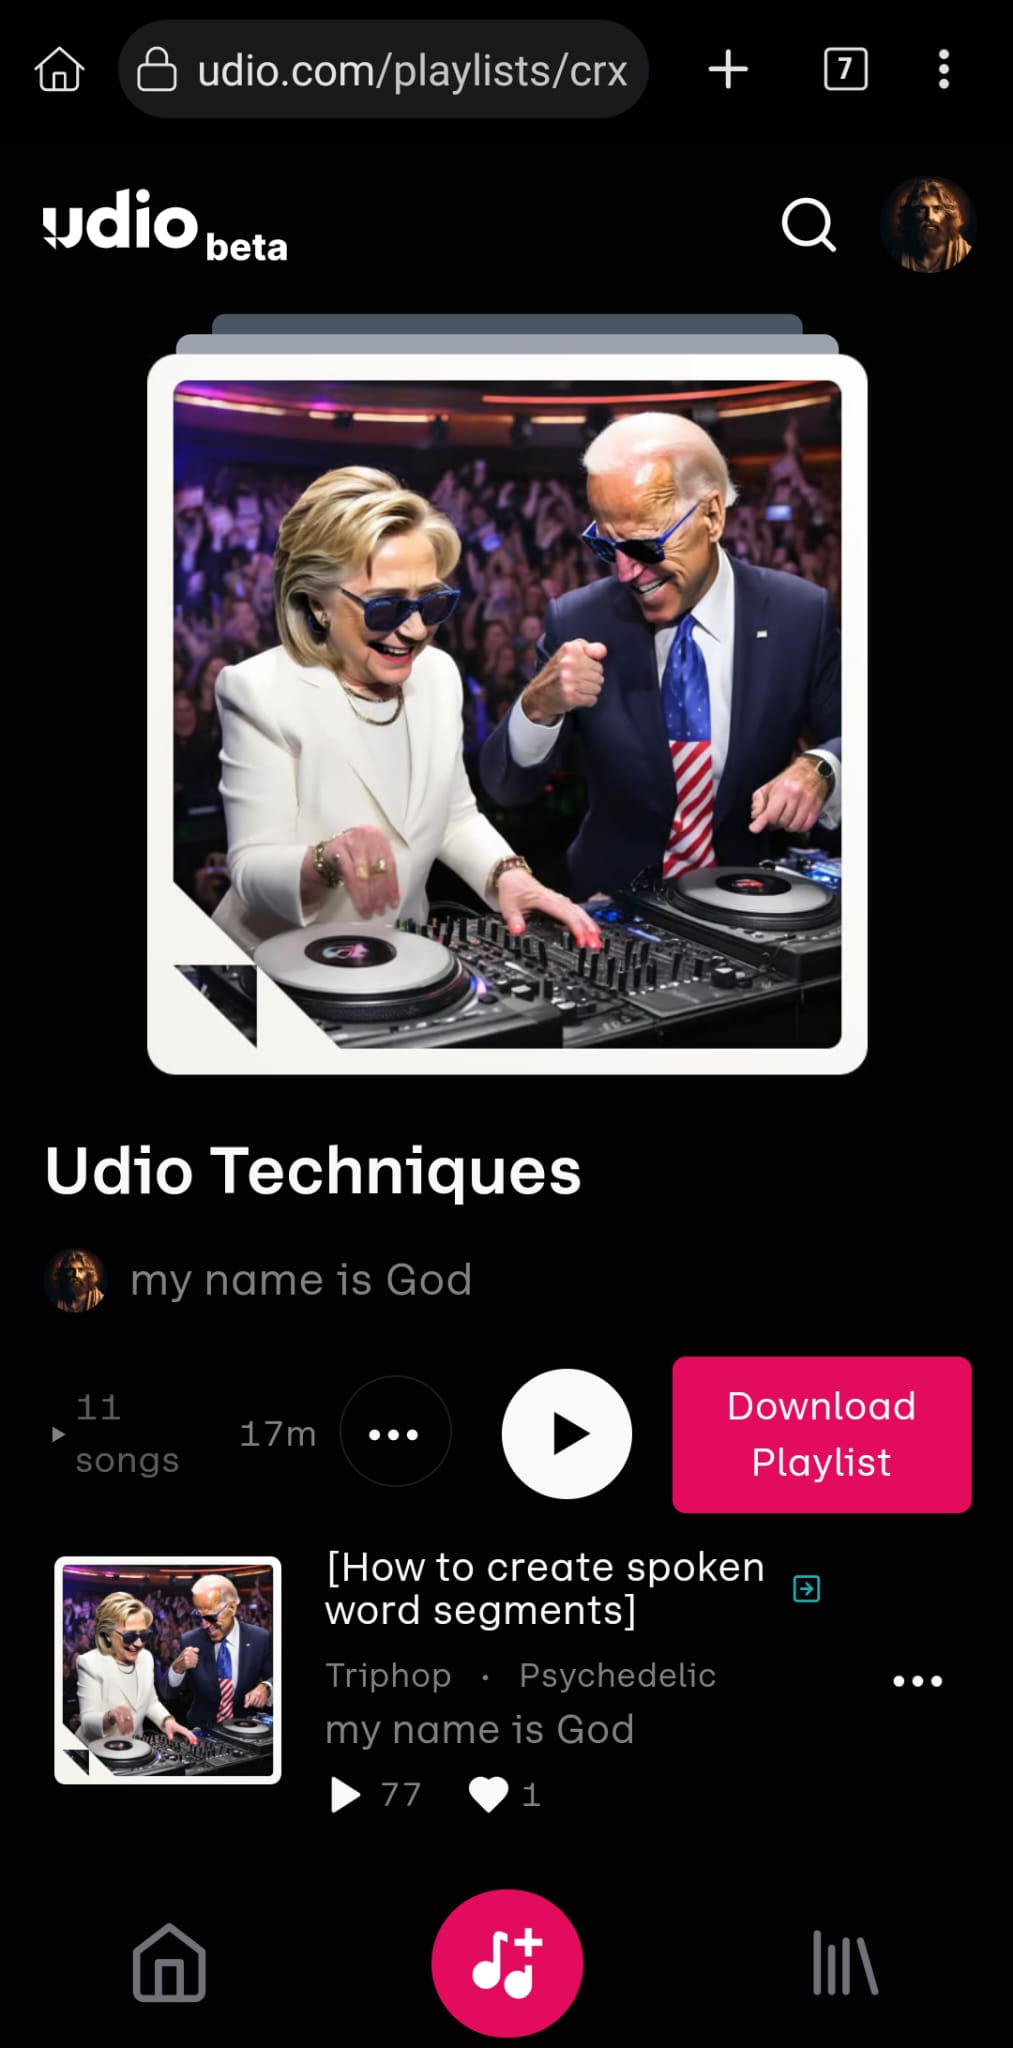 udio.com/playlists/crx
7
udio beta
Udio Techniques
my name is God
11
songs
17m
Download
Playlist
[How to create spoken
word segments]
Triphop · Psychedelic
my name is God
77
1